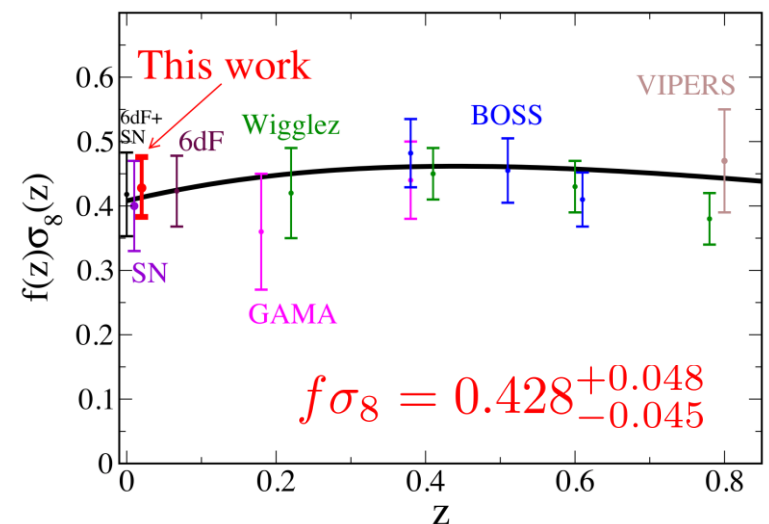 This work
VIPERS
6dF+
SN
6dF
Wigglez
BOSS
SN
GAMA
fσ₈ = 0.428 +0.048 −0.045
f(z)σ₈(z)
0.6
0.5
0.4
0.3
0.2
0.1
0
0 0.2 0.4 0.6 0.8
z